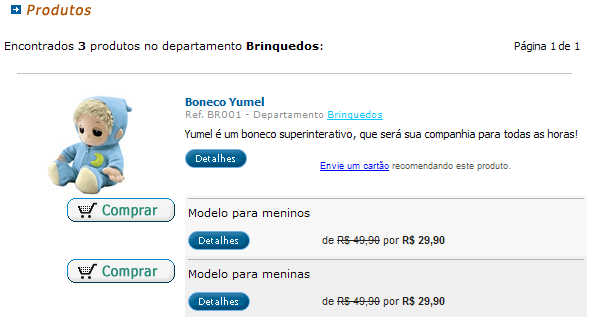 Produtos
Encontrados 3 produtos no departamento Brinquedos:
Página 1 de 1
Boneco Yumel
Ref. BR001 - Departamento Brinquedos
Yumel é um boneco superinterativo, que será sua companhia para todas as horas!
Detalhes
Envie um cartão recomendando este produto.
Comprar
Modelo para meninos
Detalhes
de R$ 49,90 por R$ 29,90
Comprar
Modelo para meninas
Detalhes
de R$ 49,90 por R$ 29,90